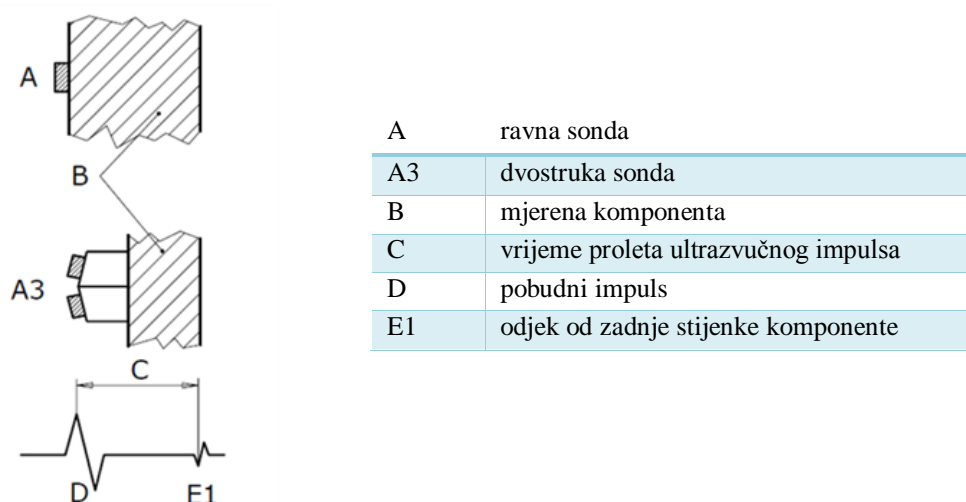 A
B
A3
C
D
E1
A ravna sonda
A3 dvostruka sonda
B mjerena komponenta
C vrijeme proleta ultrazvučnog impulsa
D pobudni impuls
E1 odjek od zadnje stijenke komponente